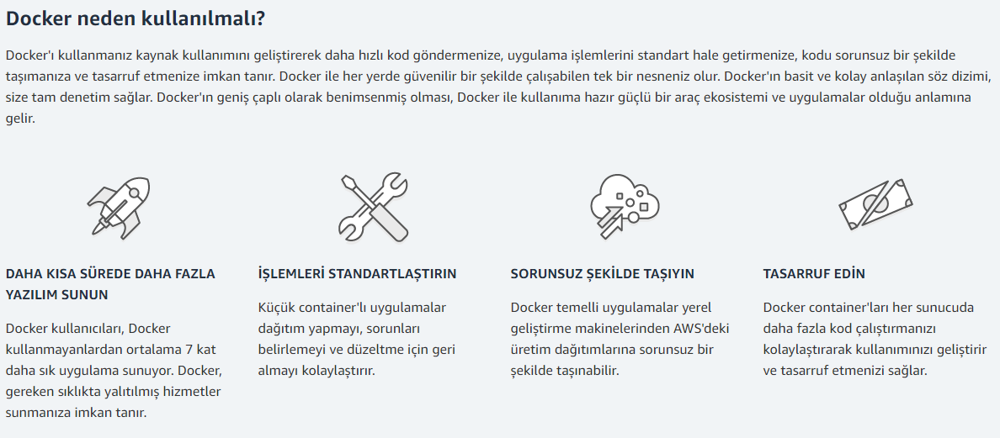 Docker neden kullanılmalı?
Docker'ı kullanmanız kaynak kullanımını geliştirerek daha hızlı kod göndermenize, uygulama işlemlerini standart hale getirmenize, kodu sorunsuz bir şekilde
taşımanıza ve tasarruf etmenize imkan tanır. Docker ile her yerde güvenilir bir şekilde çalışabilen tek bir nesneniz olur. Docker'ın basit ve kolay anlaşılan söz dizimi,
size tam denetim sağlar. Docker'ın geniş çaplı olarak benimsenmiş olması, Docker ile kullanıma hazır güçlü bir araç ekosistemi ve uygulamalar olduğu anlamına
gelir.
DAHA KISA SÜREDE DAHA FAZLA
YAZILIM SUNUN
Docker kullanıcıları, Docker
kullanmayanlardan ortalama 7 kat
daha sık uygulama sunuyor. Docker,
gereken sıklıkta yalıtılmış hizmetler
sunmanıza imkan tanır.
İŞLEMLERİ STANDARTLAŞTIRIN
Küçük container'lı uygulamalar
dağıtım yapmayı, sorunları
belirlemeyi ve düzeltme için geri
almayı kolaylaştırır.
SORUNSUZ ŞEKİLDE TAŞIYIN
Docker temelli uygulamalar yerel
geliştirme makinelerinden AWS'deki
üretim dağıtımlarına sorunsuz bir
şekilde taşınabilir.
TASARRUF EDİN
Docker container'ları her sunucuda
daha fazla kod çalıştırmanızı
kolaylaştırarak kullanımınızı geliştirir
ve tasarruf etmenizi sağlar.